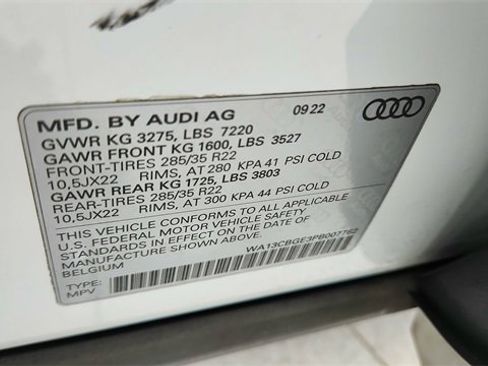 MFD. BY AUDI AG 09 22
GVWR KG 3275, LBS 7220
GAWR FRONT KG 1600, LBS 3527
FRONT-TIRES 285/35 R22
10,5JX22 RIMS, AT 280 KPA 41 PSI COLD
GAWR REAR KG 1725, LBS 3803
REAR-TIRES 285/35 R22
10,5JX22 RIMS, AT 300 KPA 44 PSI COLD
THIS VEHICLE CONFORMS TO ALL APPLICABLE
FEDERAL MOTOR VEHICLE SAFETY
STANDARDS IN EFFECT ON THE DATE OF
MANUFACTURE SHOWN ABOVE.
BELGIUM
WA13CBGE3PB007762
TYPE:
MPV